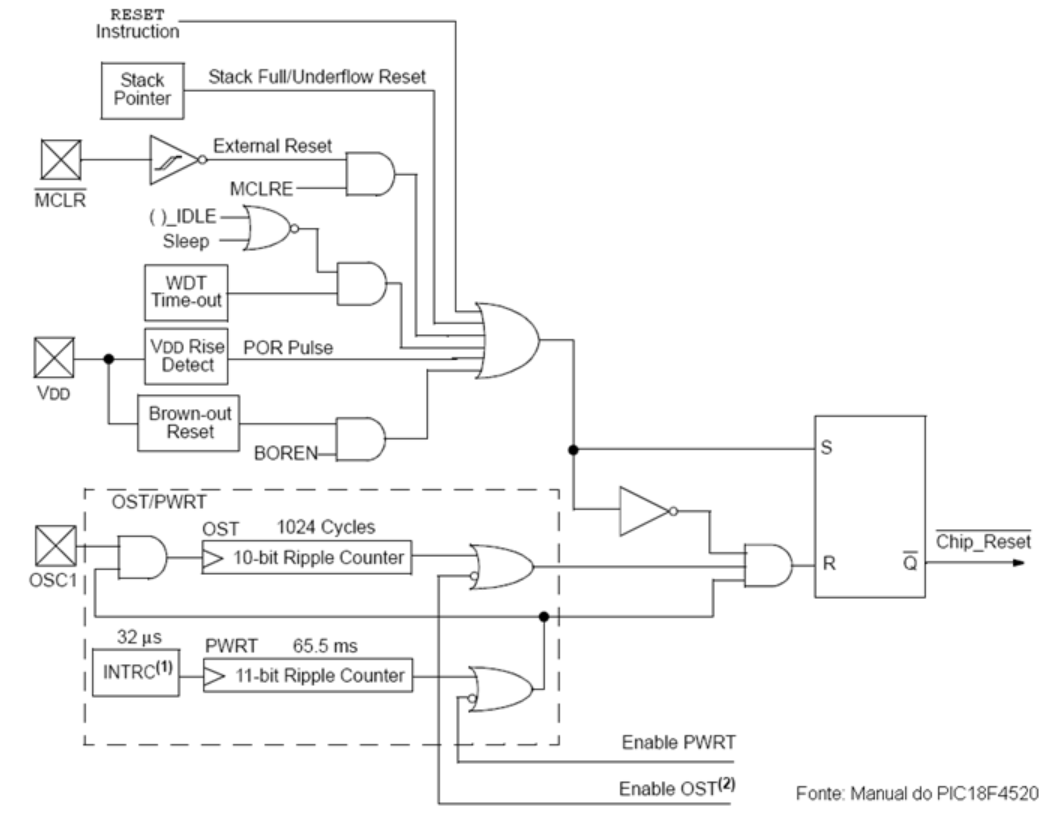 RESET
Instruction
Stack
Pointer
Stack Full/Underflow Reset
External Reset
MCLR
MCLRE
( )_IDLE
Sleep
WDT
Time-out
VDD Rise
Detect
POR Pulse
VDD
Brown-out
Reset
BOREN
S
OST/PWRT
OST
1024 Cycles
10-bit Ripple Counter
OSC1
R
Q
Chip_Reset
32 µs
INTRC(1)
PWRT
65.5 ms
11-bit Ripple Counter
Enable PWRT
Enable OST(2)
Fonte: Manual do PIC18F4520